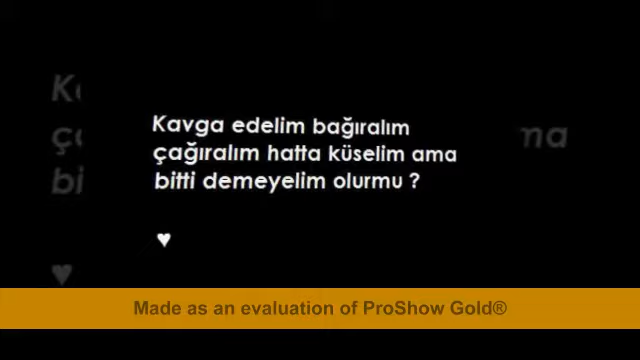 Kavga edelim bağıralım
çağıralım hatta küselim ama
bitti demeyelim olurmu ?
♥
Made as an evaluation of ProShow Gold®